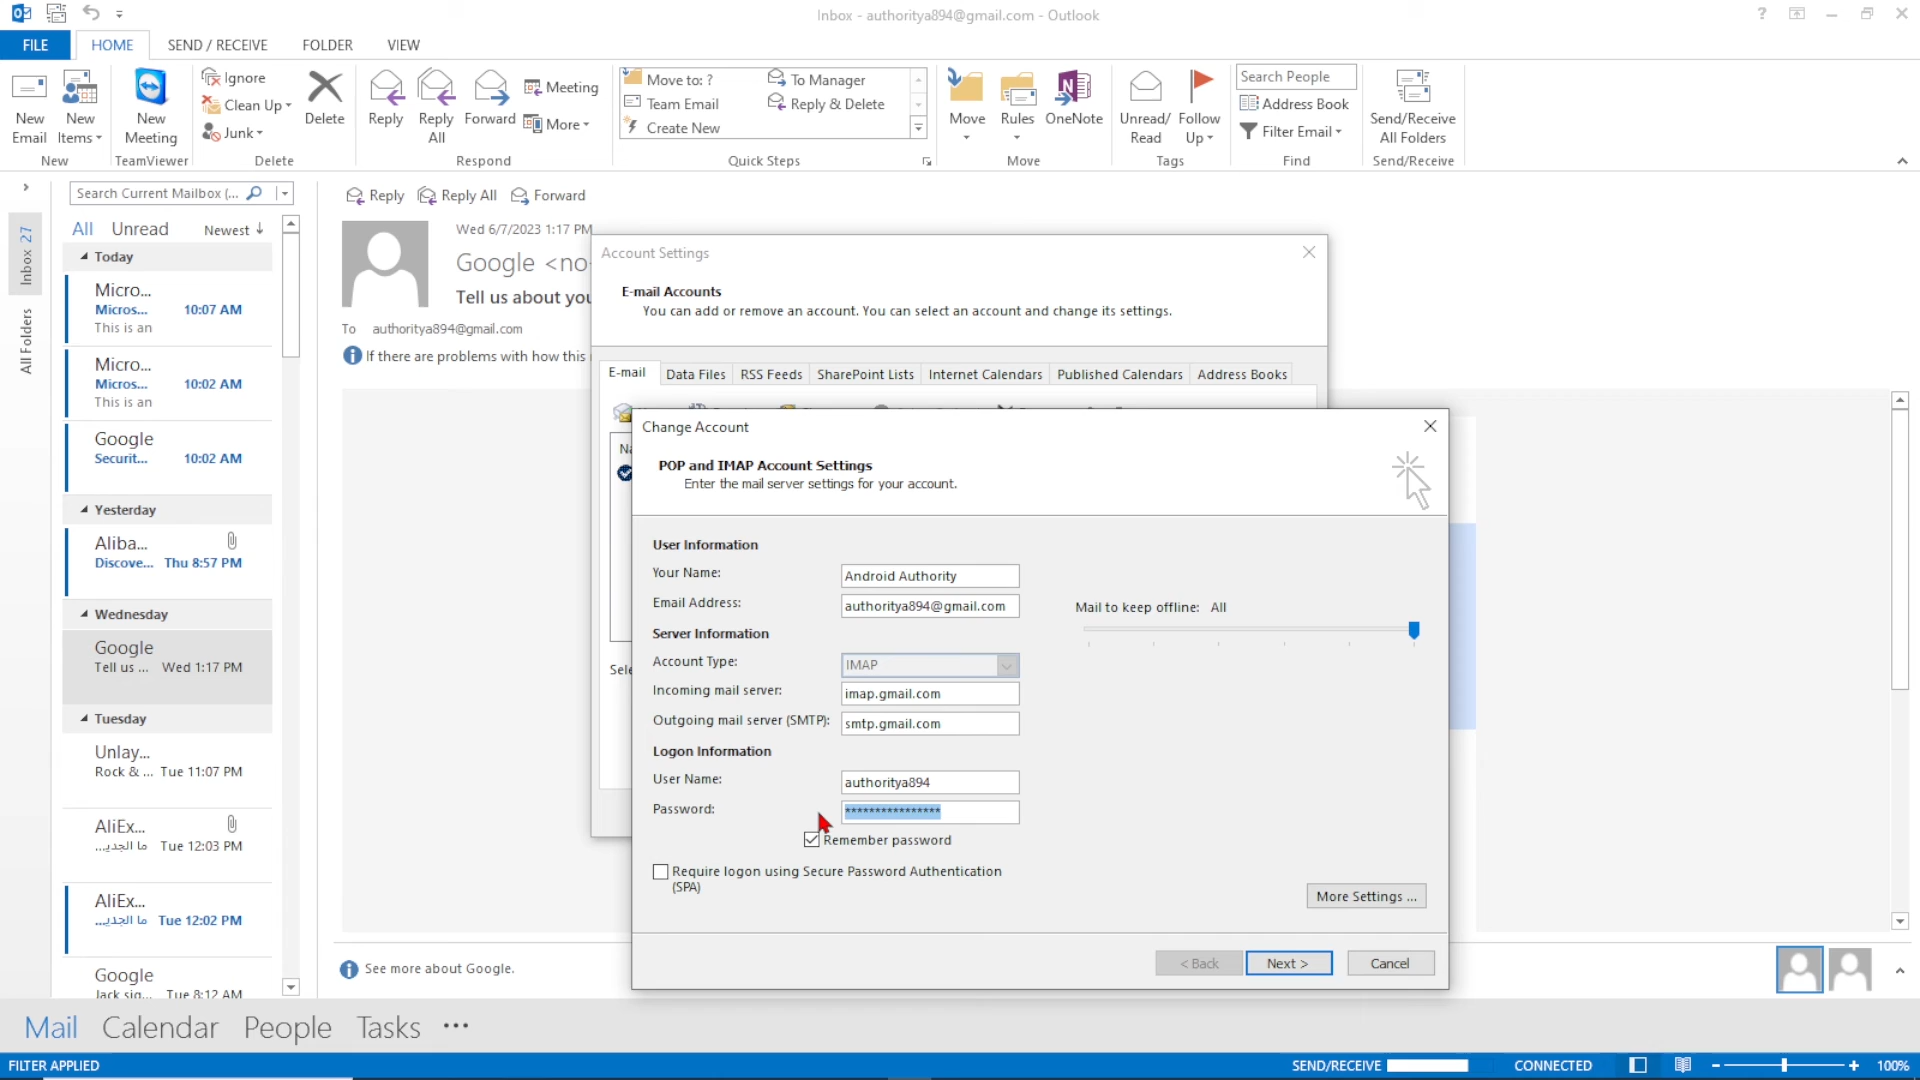 Inbox - authoritya894@gmail.com - Outlook
FILE
HOME
SEND / RECEIVE
FOLDER
VIEW
New
Email
New
Items
New
New
Meeting
TeamViewer
Ignore
Clean Up
Junk
Delete
Delete
Reply
Reply
All
Forward
Meeting
More
Respond
Move to: ?
Team Email
Create New
To Manager
Reply & Delete
Quick Steps
Move
Rules
OneNote
Move
Unread/
Read
Follow
Up
Tags
Search People
Address Book
Filter Email
Find
Send/Receive
All Folders
Send/Receive
Inbox 27
All Folders
Search Current Mailbox (...
All
Unread
Newest
Today
Micro...
Micros...
10:07 AM
This is an
Micro...
Micros...
10:02 AM
This is an
Google
Securit...
10:02 AM
Yesterday
Aliba...
Discove...
Thu 8:57 PM
Wednesday
Google
Tell us ...
Wed 1:17 PM
Tuesday
Unlay...
Rock & ...
Tue 11:07 PM
AliEx...
ما الجديد...
Tue 12:03 PM
AliEx...
ما الجديد...
Tue 12:02 PM
Google
Jack sig...
Tue 8:12 AM
Reply
Reply All
Forward
Wed 6/7/2023 1:17 PM
Google <no-
Tell us about you
To
authoritya894@gmail.com
If there are problems with how this
See more about Google.
Account Settings
E-mail Accounts
You can add or remove an account. You can select an account and change its settings.
E-mail
Data Files
RSS Feeds
SharePoint Lists
Internet Calendars
Published Calendars
Address Books
Na
Sele
Change Account
POP and IMAP Account Settings
Enter the mail server settings for your account.
User Information
Your Name:
Android Authority
Email Address:
authoritya894@gmail.com
Server Information
Account Type:
IMAP
Incoming mail server:
imap.gmail.com
Outgoing mail server (SMTP):
smtp.gmail.com
Logon Information
User Name:
authoritya894
Password:
****************
Remember password
Require logon using Secure Password Authentication
(SPA)
Mail to keep offline:
All
More Settings ...
< Back
Next >
Cancel
Mail
Calendar
People
Tasks
•••
FILTER APPLIED
SEND/RECEIVE
CONNECTED
100%